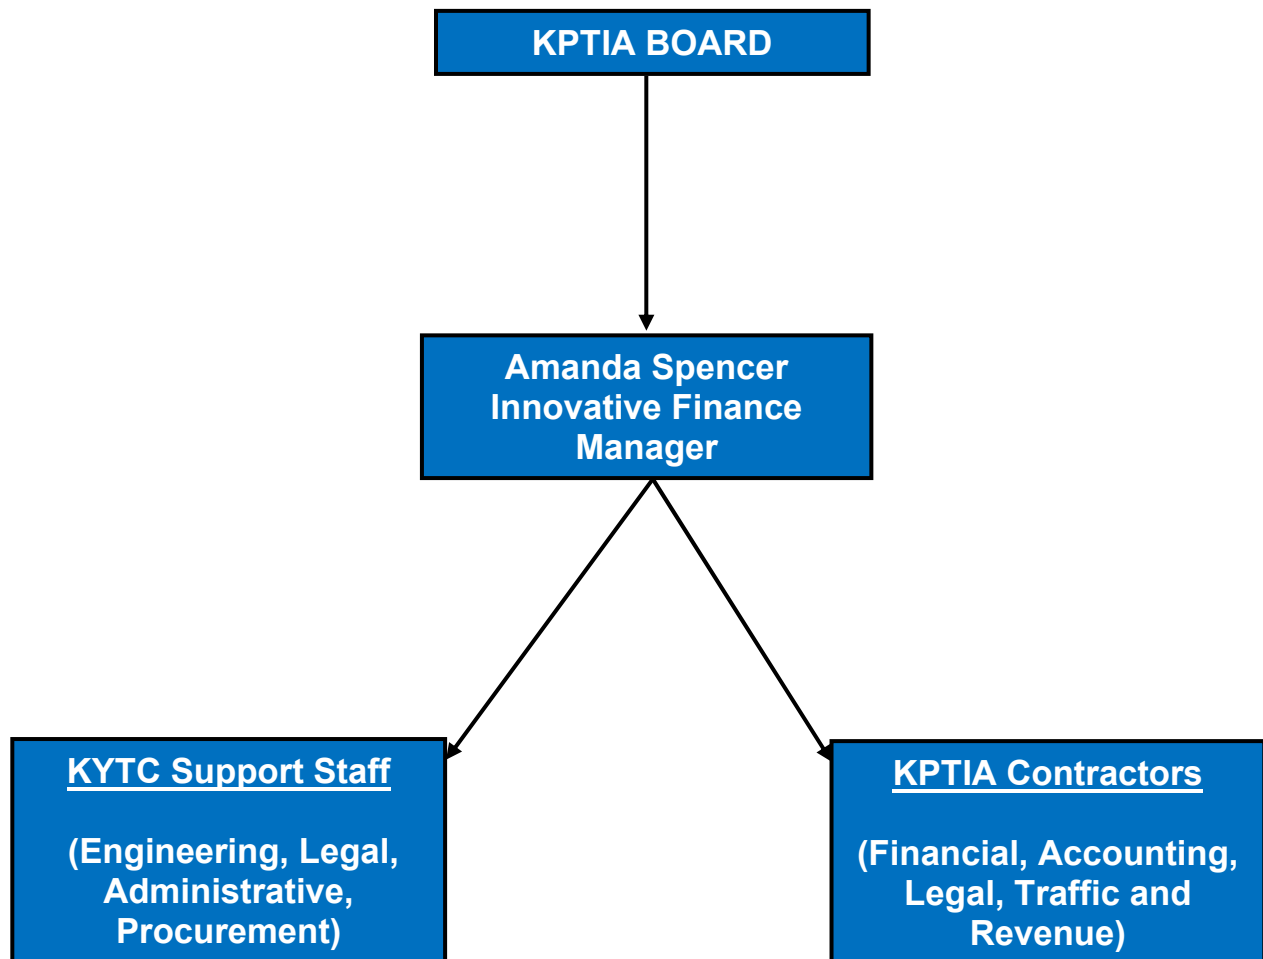 KPTIA BOARD
Amanda Spencer
Innovative Finance
Manager
KYTC Support Staff
(Engineering, Legal,
Administrative,
Procurement)
KPTIA Contractors
(Financial, Accounting,
Legal, Traffic and
Revenue)